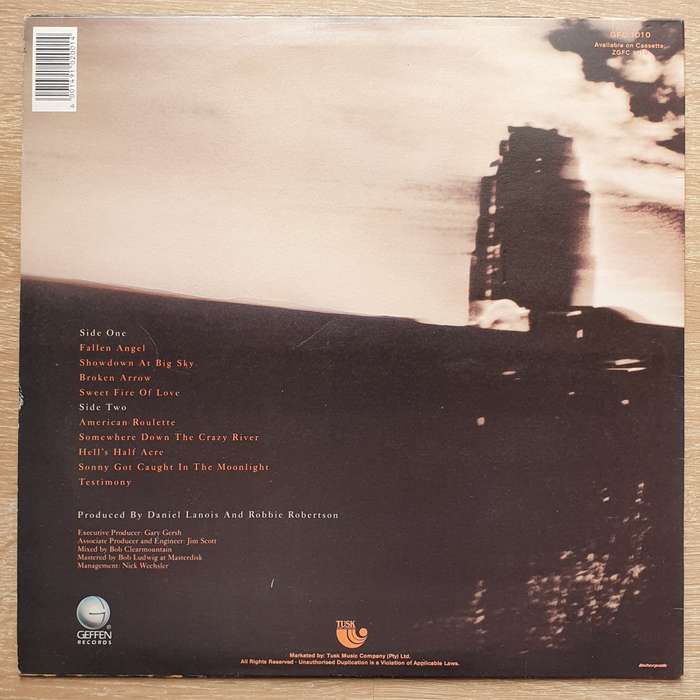 GFC 1010
Available on Cassette
ZGFC
6 001491 020014
Side One
Fallen Angel
Showdown At Big Sky
Broken Arrow
Sweet Fire Of Love
Side Two
American Roulette
Somewhere Down The Crazy River
Hell's Half Acre
Sonny Got Caught In The Moonlight
Testimony
Produced By Daniel Lanois And Robbie Robertson
Executive Producer: Gary Gersh
Associate Producer and Engineer: Jim Scott
Mixed by Bob Clearmountain
Mastered by Bob Ludwig at Masterdisk
Management: Nick Wechsler
GEFFEN
RECORDS
®
TUSK
Marketed by: Tusk Music Company (Pty) Ltd.
All Rights Reserved - Unauthorised Duplication is a Violation of Applicable Laws.